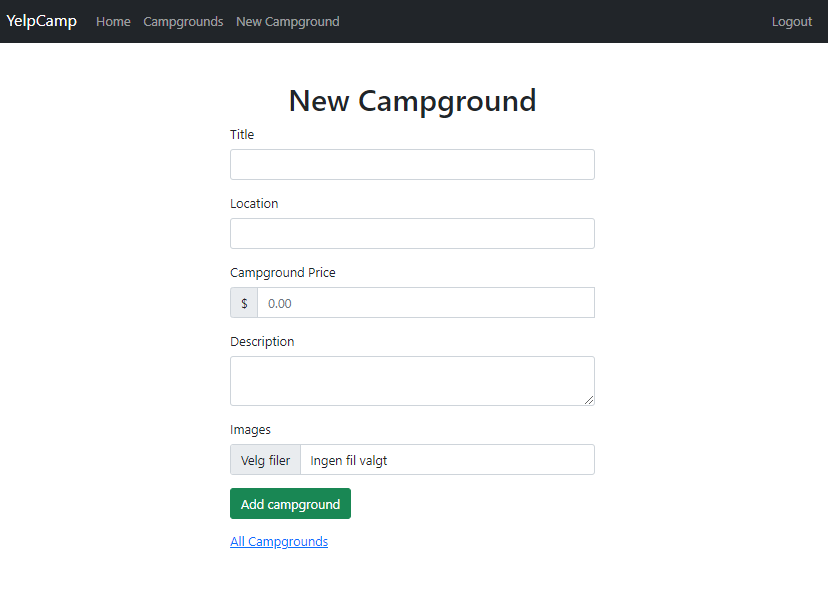 YelpCamp Home Campgrounds New Campground Logout
New Campground
Title
Location
Campground Price
$ 0.00
Description
Images
Velg filer Ingen fil valgt
Add campground
All Campgrounds